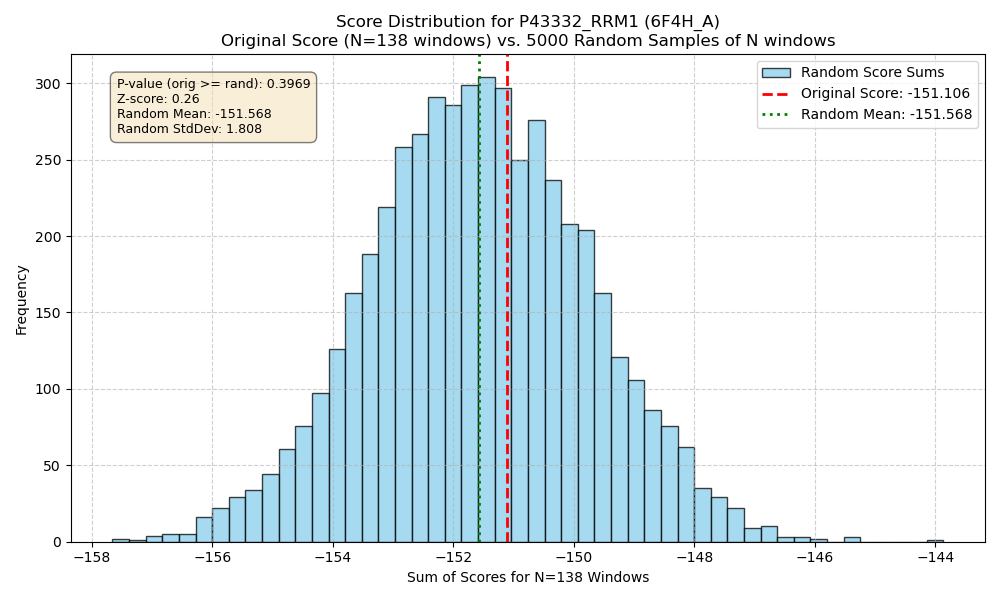 Score Distribution for P43332_RRM1 (6F4H_A)
Original Score (N=138 windows) vs. 5000 Random Samples of N windows
P-value (orig >= rand): 0.3969
Z-score: 0.26
Random Mean: -151.568
Random StdDev: 1.808
Random Score Sums
Original Score: -151.106
Random Mean: -151.568
Frequency
300
250
200
150
100
50
0
−158
−156
−154
−152
−150
−148
−146
−144
Sum of Scores for N=138 Windows